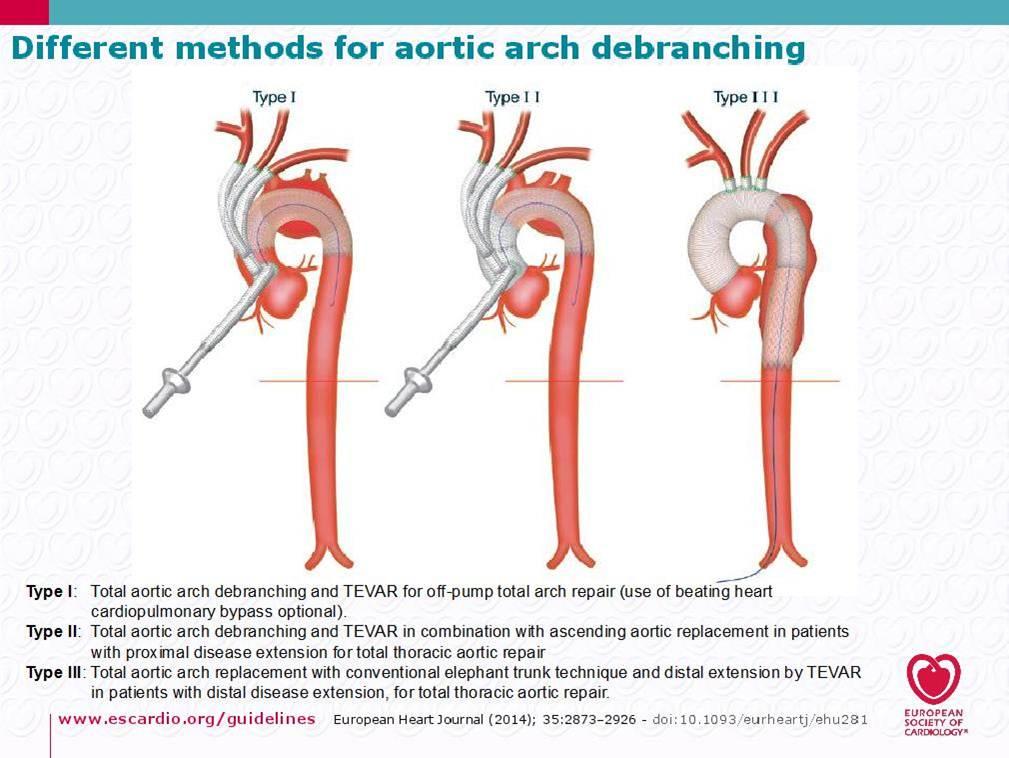 Different methods for aortic arch debranching
Type I
Type I I
Type I I I
Type I: Total aortic arch debranching and TEVAR for off-pump total arch repair (use of beating heart
cardiopulmonary bypass optional).
Type II: Total aortic arch debranching and TEVAR in combination with ascending aortic replacement in patients
with proximal disease extension for total thoracic aortic repair
Type III: Total aortic arch replacement with conventional elephant trunk technique and distal extension by TEVAR
in patients with distal disease extension, for total thoracic aortic repair.
www.escardio.org/guidelines European Heart Journal (2014); 35:2873–2926 - doi:10.1093/eurheartj/ehu281
EUROPEAN
SOCIETY OF
CARDIOLOGY®